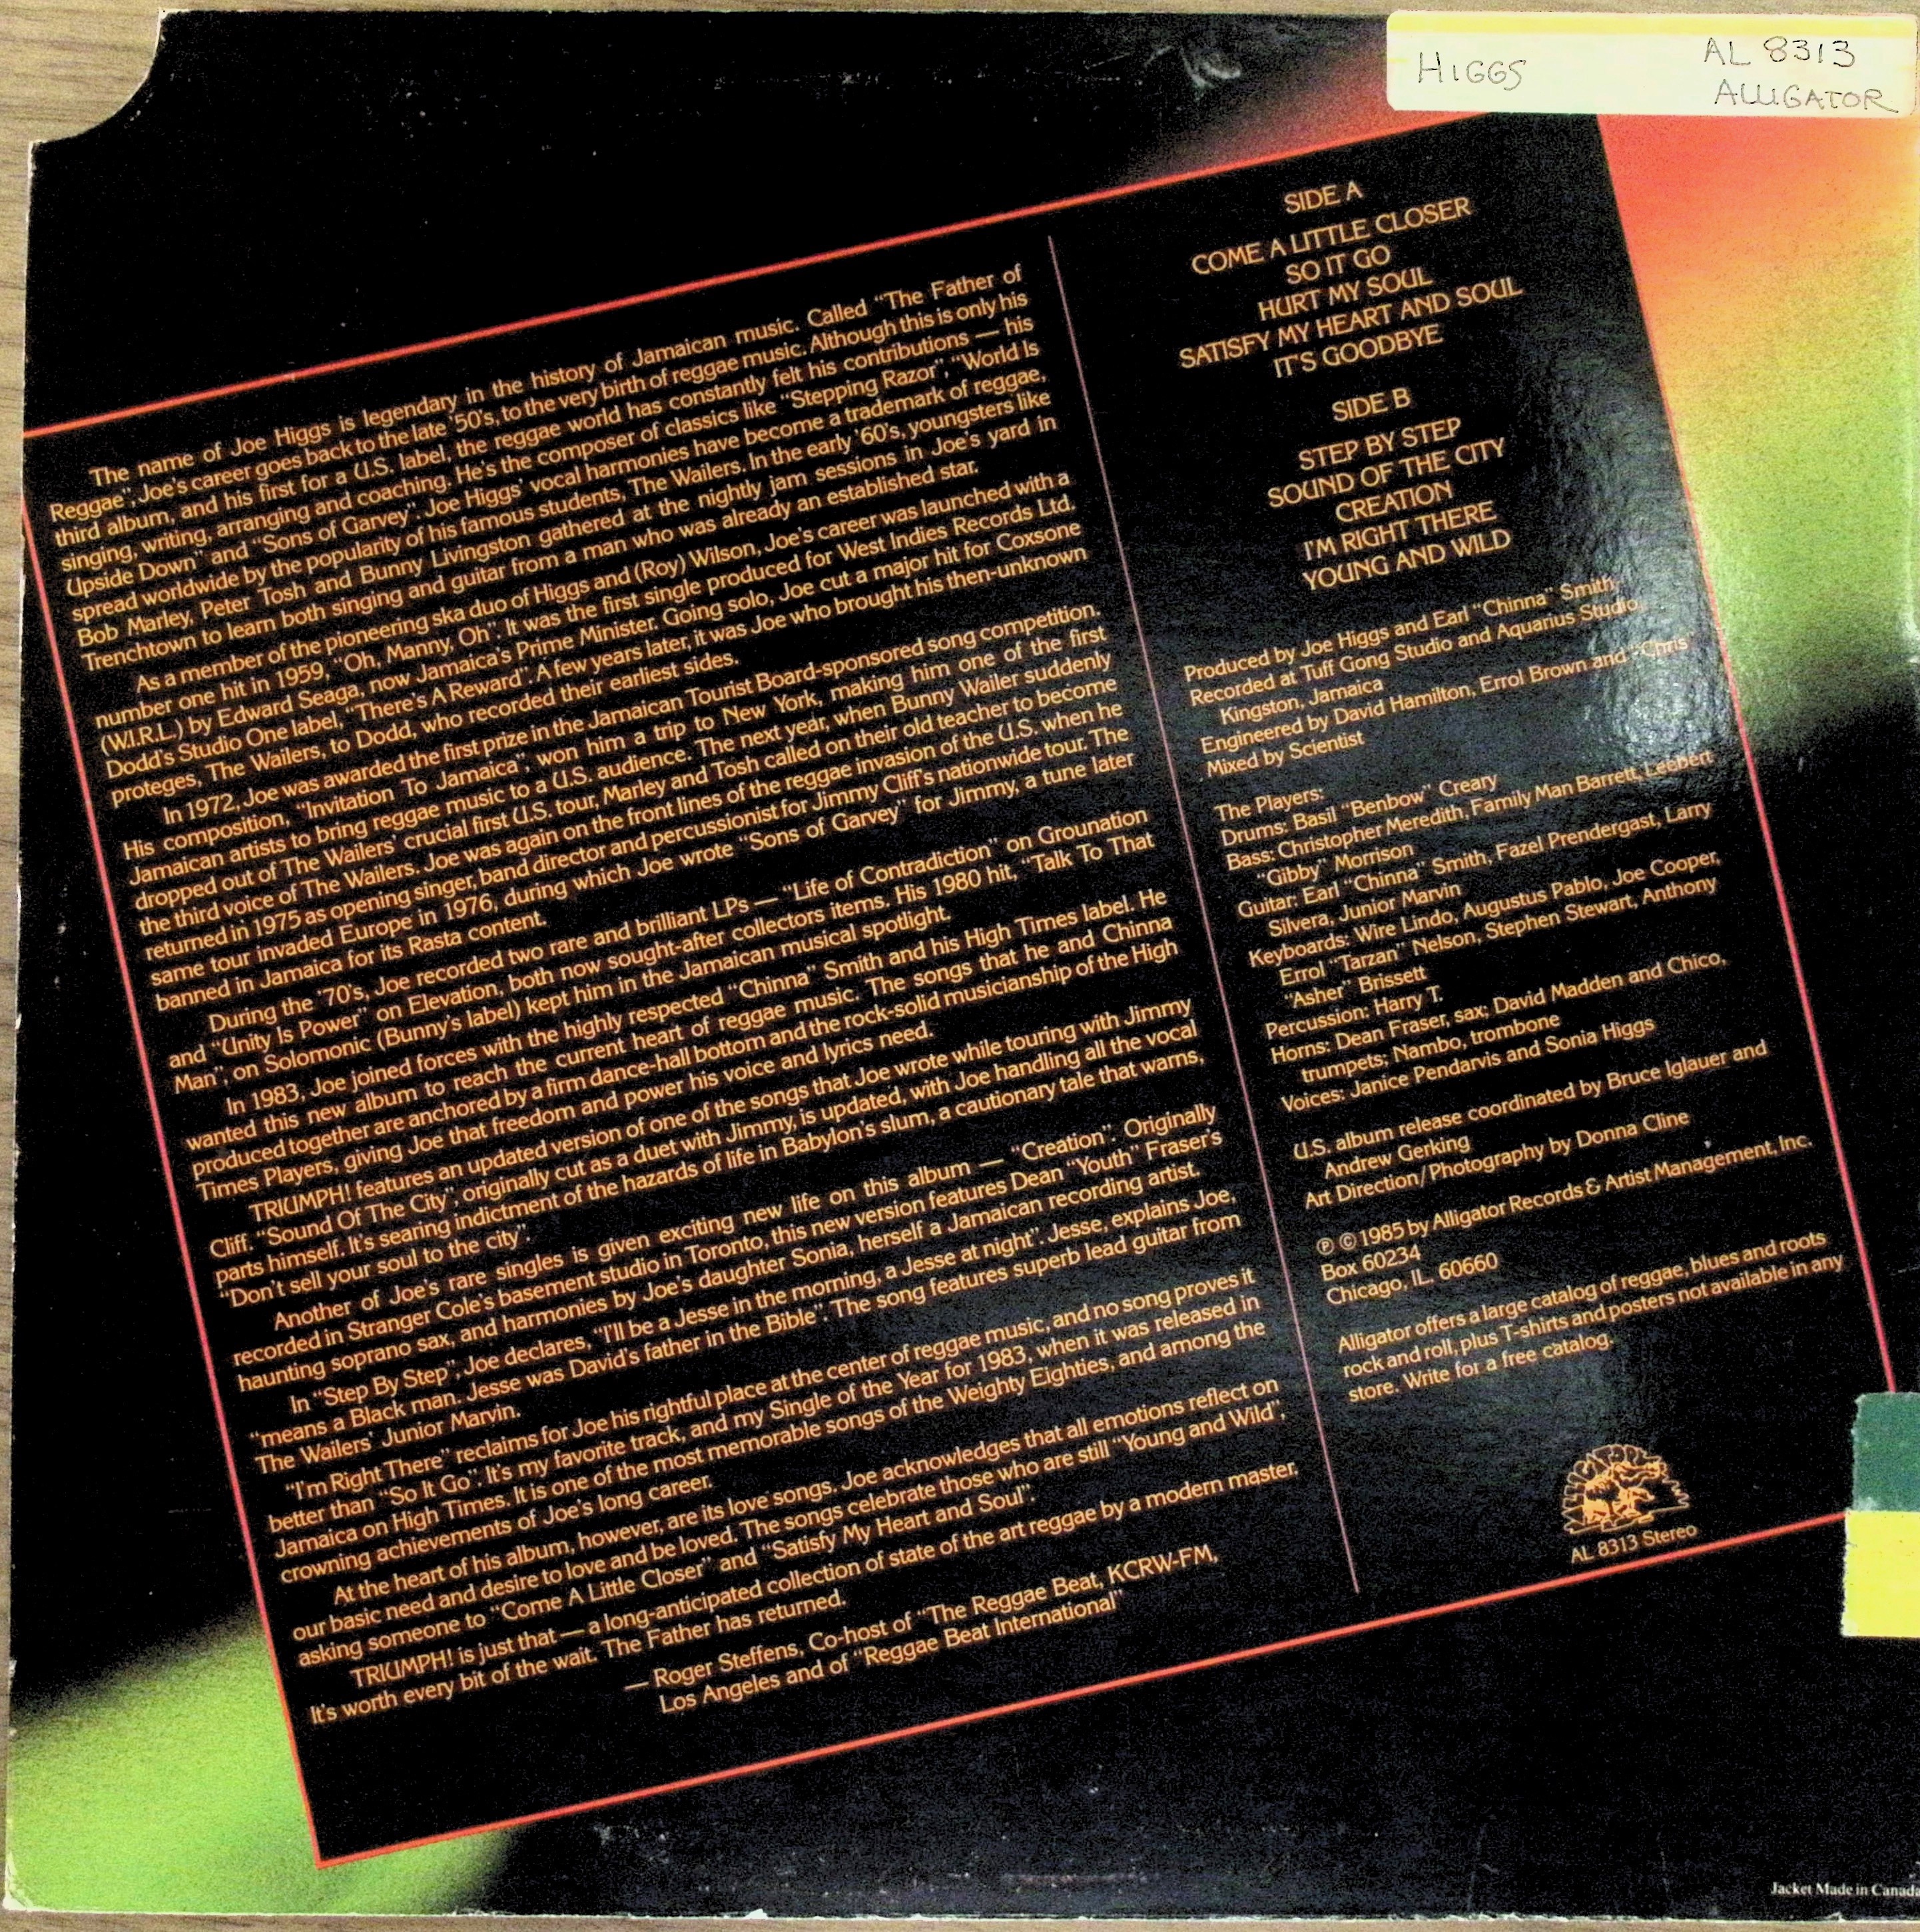 HIGGS
AL 8313
ALLIGATOR
The name of Joe Higgs is legendary in the history of Jamaican music. Called "The Father of
Reggae", Joe's career goes back to the late '50's, to the very birth of reggae music. Although this is only his
third album, and his first for a U.S. label, the reggae world has constantly felt his contributions — his
singing, writing, arranging and coaching. He's the composer of classics like "Stepping Razor", "World Is
Upside Down" and "Sons of Garvey". Joe Higgs' vocal harmonies have become a trademark of reggae,
spread worldwide by the popularity of his famous students, The Wailers. In the early '60's, youngsters like
Bob Marley, Peter Tosh and Bunny Livingston gathered at the nightly jam sessions in Joe's yard in
Trenchtown to learn both singing and guitar from a man who was already an established star.
As a member of the pioneering ska duo of Higgs and (Roy) Wilson, Joe's career was launched with a
number one hit in 1959, "Oh, Manny, Oh". It was the first single produced for West Indies Records Ltd.
(W.I.R.L.) by Edward Seaga, now Jamaica's Prime Minister. Going solo, Joe cut a major hit for Coxsone
Dodd's Studio One label, "There's A Reward". A few years later, it was Joe who brought his then-unknown
proteges, The Wailers, to Dodd, who recorded their earliest sides.
In 1972, Joe was awarded the first prize in the Jamaican Tourist Board-sponsored song competition.
His composition, "Invitation To Jamaica", won him a trip to New York, making him one of the first
Jamaican artists to bring reggae music to a U.S. audience. The next year, when Bunny Wailer suddenly
dropped out of The Wailers' crucial first U.S. tour, Marley and Tosh called on their old teacher to become
the third voice of The Wailers. Joe was again on the front lines of the reggae invasion of the U.S. when he
returned in 1975 as opening singer, band director and percussionist for Jimmy Cliff's nationwide tour. The
same tour invaded Europe in 1976, during which Joe wrote "Sons of Garvey" for Jimmy, a tune later
banned in Jamaica for its Rasta content.
During the '70's, Joe recorded two rare and brilliant LPs — "Life of Contradiction" on Grounation
and "Unity Is Power" on Elevation, both now sought-after collectors items. His 1980 hit, "Talk To That
Man", on Solomonic (Bunny's label) kept him in the Jamaican musical spotlight.
In 1983, Joe joined forces with the highly respected "Chinna" Smith and his High Times label. He
wanted this new album to reach the current heart of reggae music. The songs that he and Chinna
produced together are anchored by a firm dance-hall bottom and the rock-solid musicianship of the High
Times Players, giving Joe that freedom and power his voice and lyrics need.
TRIUMPH! features an updated version of one of the songs that Joe wrote while touring with Jimmy
Cliff. "Sound Of The City", originally cut as a duet with Jimmy, is updated, with Joe handling all the vocal
parts himself. It's searing indictment of the hazards of life in Babylon's slum, a cautionary tale that warns,
"Don't sell your soul to the city".
Another of Joe's rare singles is given exciting new life on this album — "Creation". Originally
recorded in Stranger Cole's basement studio in Toronto, this new version features Dean "Youth" Fraser's
haunting soprano sax, and harmonies by Joe's daughter Sonia, herself a Jamaican recording artist.
In "Step By Step", Joe declares, "I'll be a Jesse in the morning, a Jesse at night". Jesse, explains Joe,
"means a Black man. Jesse was David's father in the Bible". The song features superb lead guitar from
The Wailers' Junior Marvin.
"I'm Right There" reclaims for Joe his rightful place at the center of reggae music, and no song proves it
better than "So It Go". It's my favorite track, and my Single of the Year for 1983, when it was released in
Jamaica on High Times. It is one of the most memorable songs of the Weighty Eighties, and among the
crowning achievements of Joe's long career.
At the heart of his album, however, are its love songs. Joe acknowledges that all emotions reflect on
our basic need and desire to love and be loved. The songs celebrate those who are still "Young and Wild",
asking someone to "Come A Little Closer" and "Satisfy My Heart and Soul".
TRIUMPH! is just that — a long-anticipated collection of state of the art reggae by a modern master.
It's worth every bit of the wait. The Father has returned.
— Roger Steffens, Co-host of "The Reggae Beat, KCRW-FM,
Los Angeles and of "Reggae Beat International"
SIDE A
COME A LITTLE CLOSER
SO IT GO
HURT MY SOUL
SATISFY MY HEART AND SOUL
IT'S GOODBYE
SIDE B
STEP BY STEP
SOUND OF THE CITY
CREATION
I'M RIGHT THERE
YOUNG AND WILD
Produced by Joe Higgs and Earl "Chinna" Smith
Recorded at Tuff Gong Studio and Aquarius Studio,
Kingston, Jamaica
Engineered by David Hamilton, Errol Brown and "Chris"
Mixed by Scientist
The Players:
Drums: Basil "Benbow" Creary
Bass: Christopher Meredith, Family Man Barrett, Leebert
"Gibby" Morrison
Guitar: Earl "Chinna" Smith, Fazel Prendergast, Larry
Silvera, Junior Marvin
Keyboards: Wire Lindo, Augustus Pablo, Joe Cooper,
Errol "Tarzan" Nelson, Stephen Stewart, Anthony
"Asher" Brissett
Percussion: Harry T.
Horns: Dean Fraser, sax; David Madden and Chico,
trumpets; Nambo, trombone
Voices: Janice Pendarvis and Sonia Higgs
U.S. album release coordinated by Bruce Iglauer and
Andrew Gerking
Art Direction/Photography by Donna Cline
℗ © 1985 by Alligator Records & Artist Management, Inc.
Box 60234
Chicago, IL. 60660
Alligator offers a large catalog of reggae, blues and roots
rock and roll, plus T-shirts and posters not available in any
store. Write for a free catalog.
AL 8313 Stereo
Jacket Made in Canada